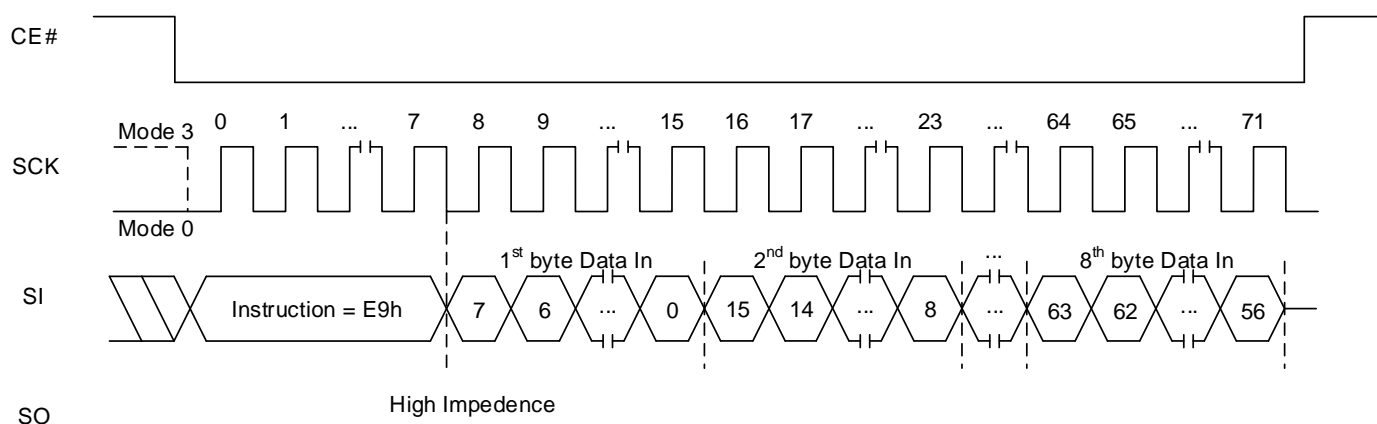 CE#
0 1 ... 7 8 9 ... 15 16 17 ... 23 ... 64 65 ... 71
Mode 3
SCK
Mode 0
1st byte Data In 2nd byte Data In ... 8th byte Data In
SI Instruction = E9h 7 6 ... 0 15 14 ... 8 ... 63 62 ... 56
High Impedence
SO